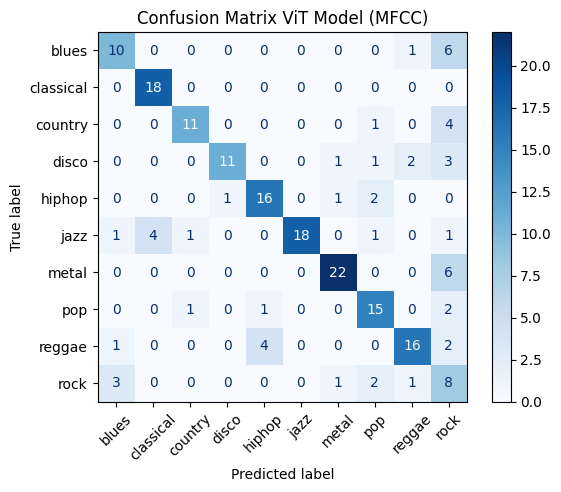 Confusion Matrix ViT Model (MFCC)
True label
blues 10 0 0 0 0 0 0 0 1 6
classical 0 18 0 0 0 0 0 0 0 0
country 0 0 11 0 0 0 0 1 0 4
disco 0 0 0 11 0 0 1 1 2 3
hiphop 0 0 0 1 16 0 1 2 0 0
jazz 1 4 1 0 0 18 0 1 0 1
metal 0 0 0 0 0 0 22 0 0 6
pop 0 0 1 0 1 0 0 15 0 2
reggae 1 0 0 0 4 0 0 0 16 2
rock 3 0 0 0 0 0 1 2 1 8
blues classical country disco hiphop jazz metal pop reggae rock
Predicted label
20.0
17.5
15.0
12.5
10.0
7.5
5.0
2.5
0.0